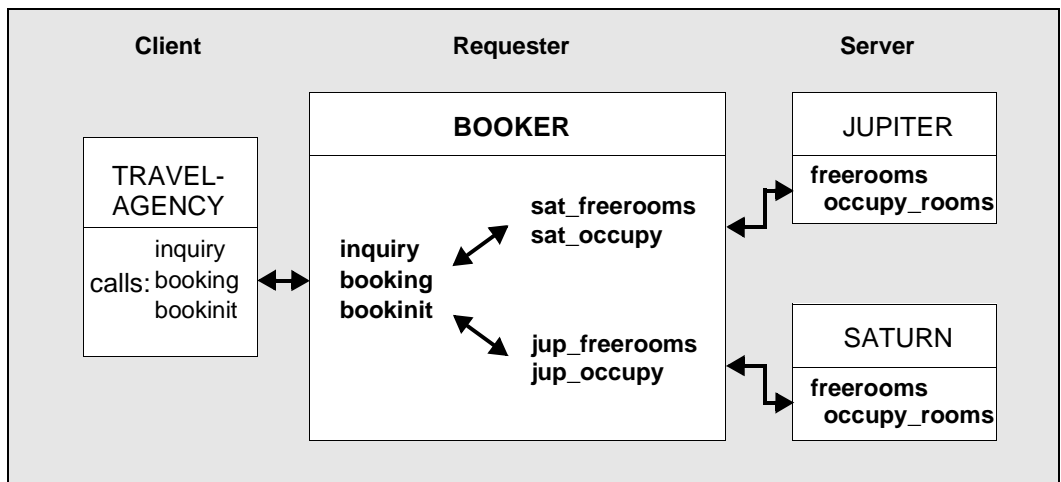 Client Requester Server
TRAVEL-
AGENCY
inquiry
calls: booking
bookinit
BOOKER
inquiry
booking
bookinit
sat_freerooms
sat_occupy
jup_freerooms
jup_occupy
JUPITER
freerooms
occupy_rooms
SATURN
freerooms
occupy_rooms